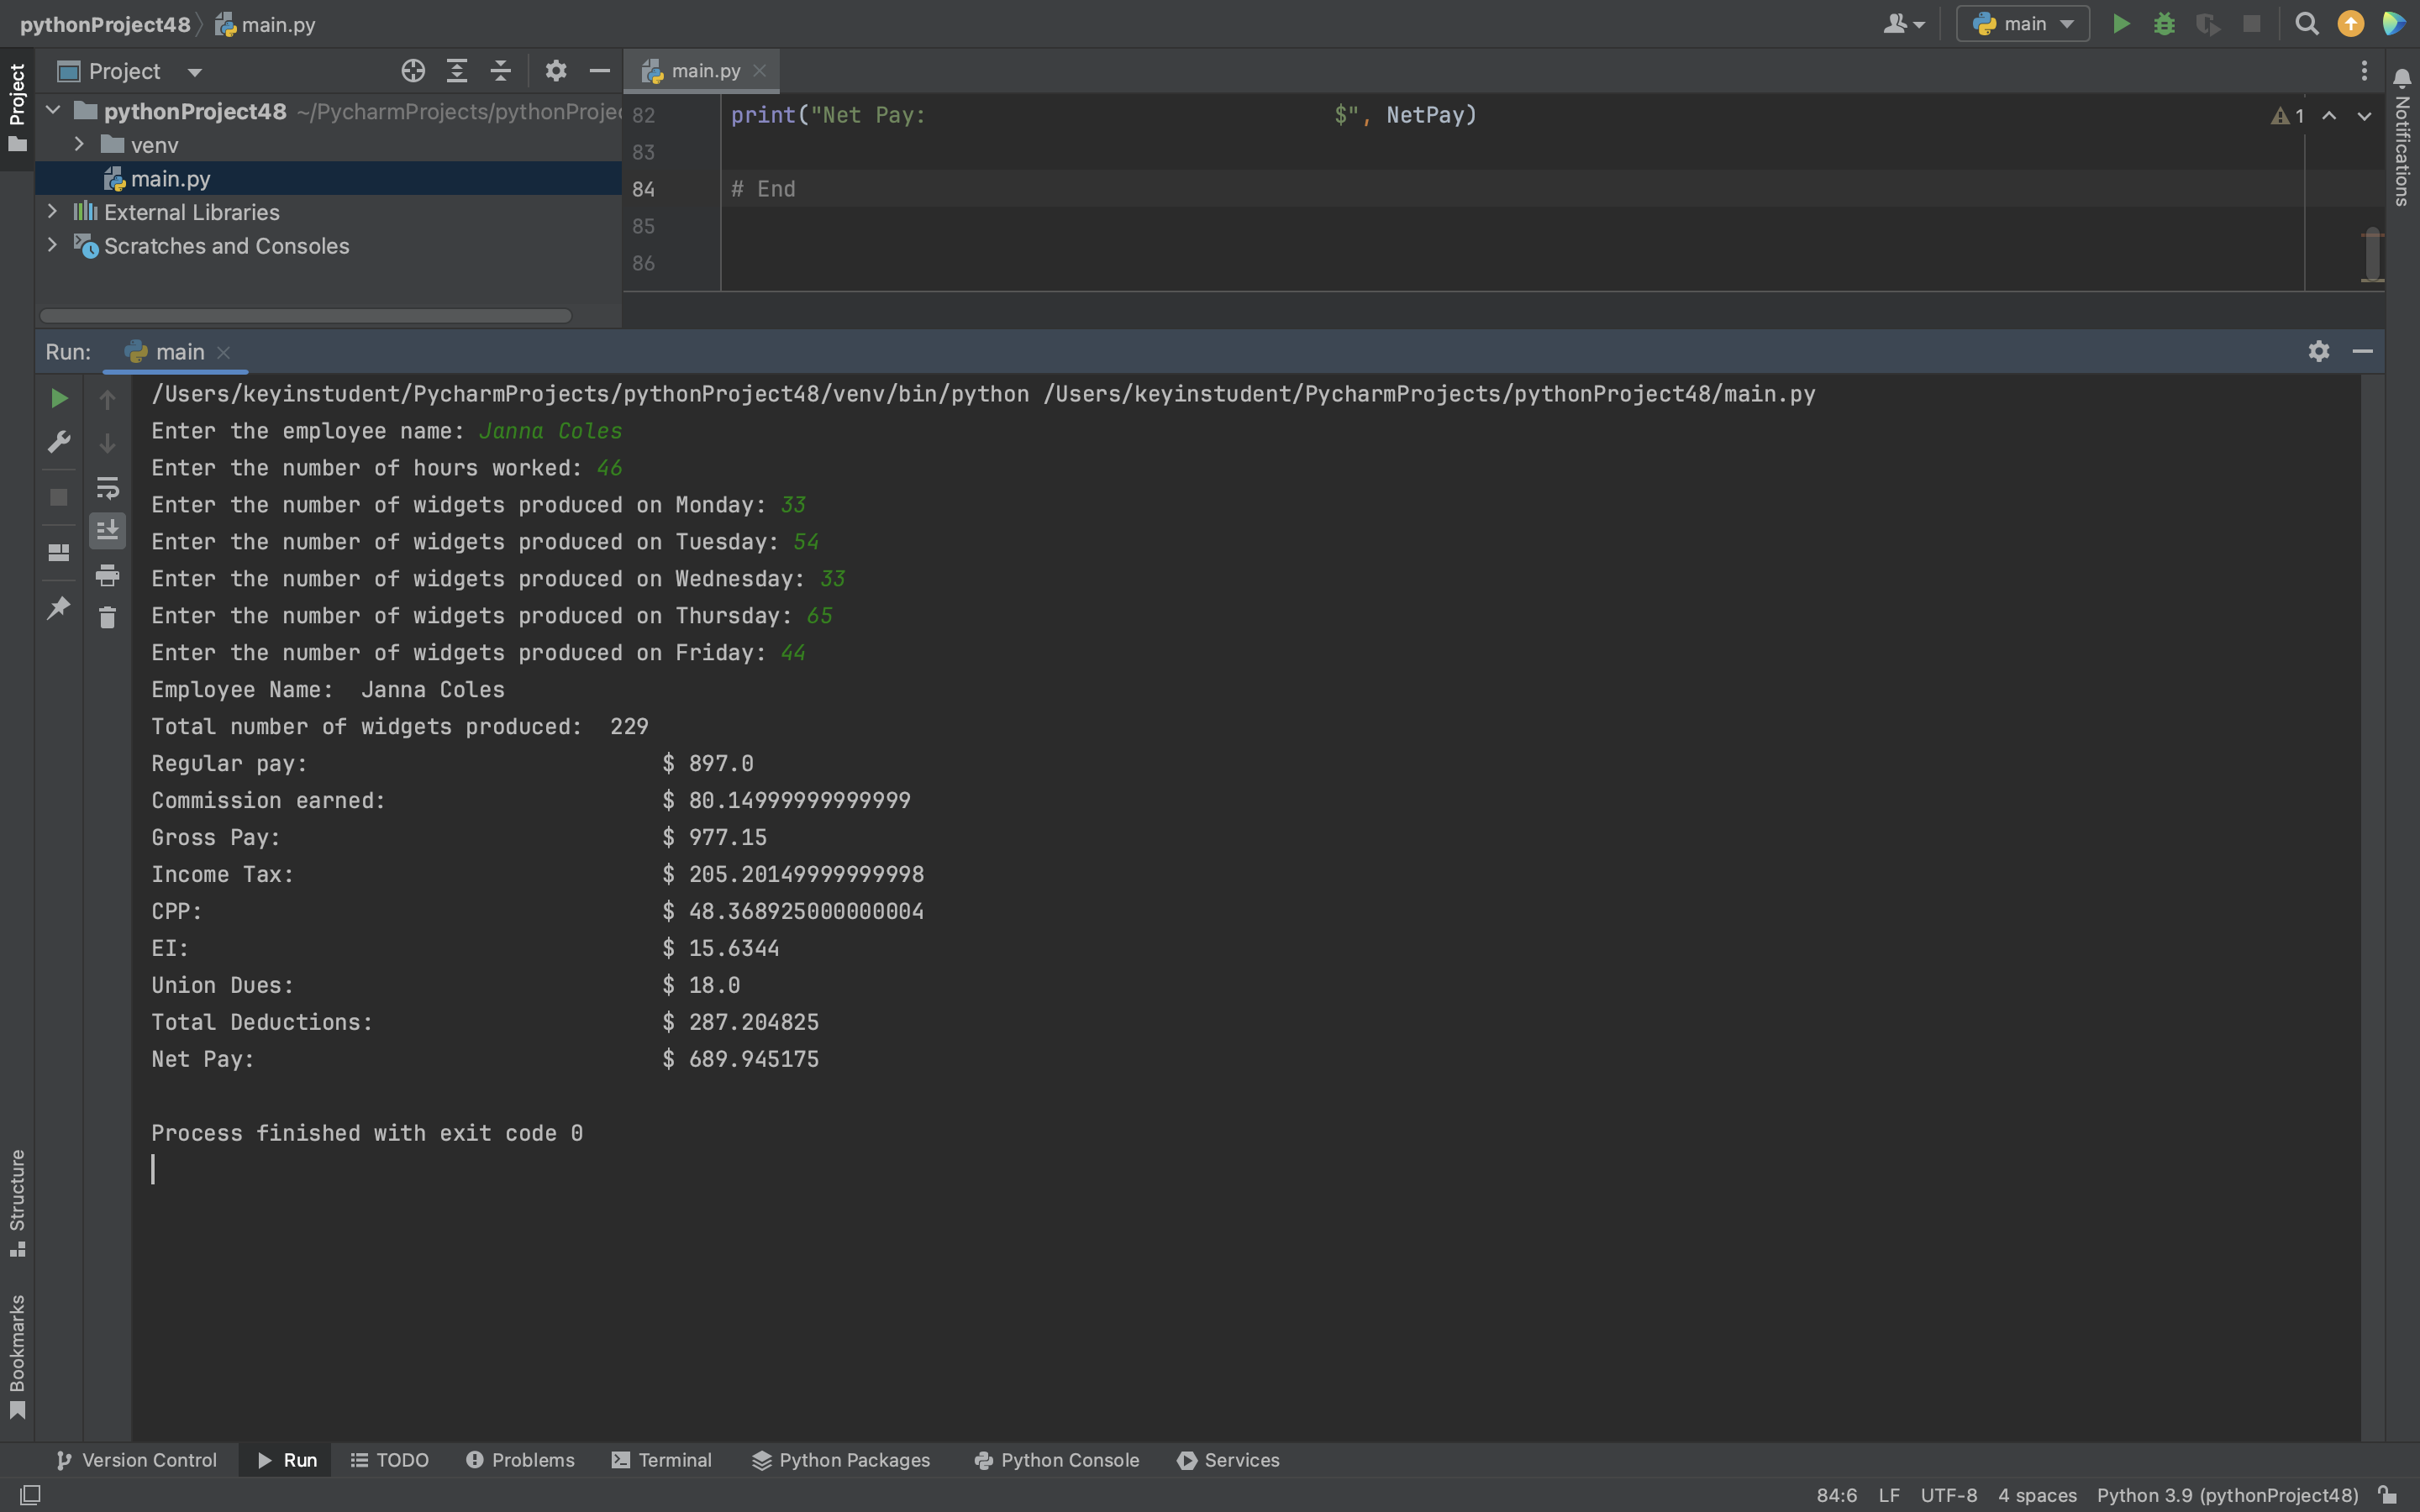 pythonProject48 main.py
main
Project
main.py
pythonProject48 ~/PycharmProjects/pythonProjec
venv
main.py
External Libraries
Scratches and Consoles
82 print("Net Pay:                               $", NetPay)
1
83
84 # End
85
86
Project
Notifications
Run: main
/Users/keyinstudent/PycharmProjects/pythonProject48/venv/bin/python /Users/keyinstudent/PycharmProjects/pythonProject48/main.py
Enter the employee name: Janna Coles
Enter the number of hours worked: 46
Enter the number of widgets produced on Monday: 33
Enter the number of widgets produced on Tuesday: 54
Enter the number of widgets produced on Wednesday: 33
Enter the number of widgets produced on Thursday: 65
Enter the number of widgets produced on Friday: 44
Employee Name:  Janna Coles
Total number of widgets produced:  229
Regular pay:                           $ 897.0
Commission earned:                     $ 80.14999999999999
Gross Pay:                             $ 977.15
Income Tax:                            $ 205.20149999999998
CPP:                                   $ 48.368925000000004
EI:                                    $ 15.6344
Union Dues:                            $ 18.0
Total Deductions:                      $ 287.204825
Net Pay:                               $ 689.945175
Process finished with exit code 0
Structure
Bookmarks
Version Control Run TODO Problems Terminal Python Packages Python Console Services
84:6 LF UTF-8 4 spaces Python 3.9 (pythonProject48)